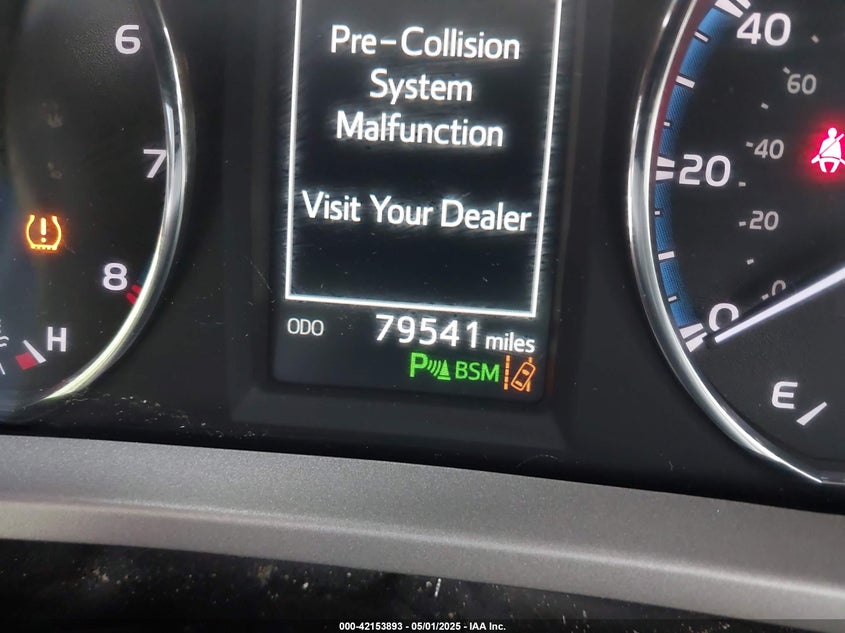 Pre-Collision
System
Malfunction
Visit Your Dealer
ODO 79541 miles
P BSM
6
7
8
H
40
60
40
20
20
0
0
E
000-42153893 - 05/01/2025 - IAA Inc.